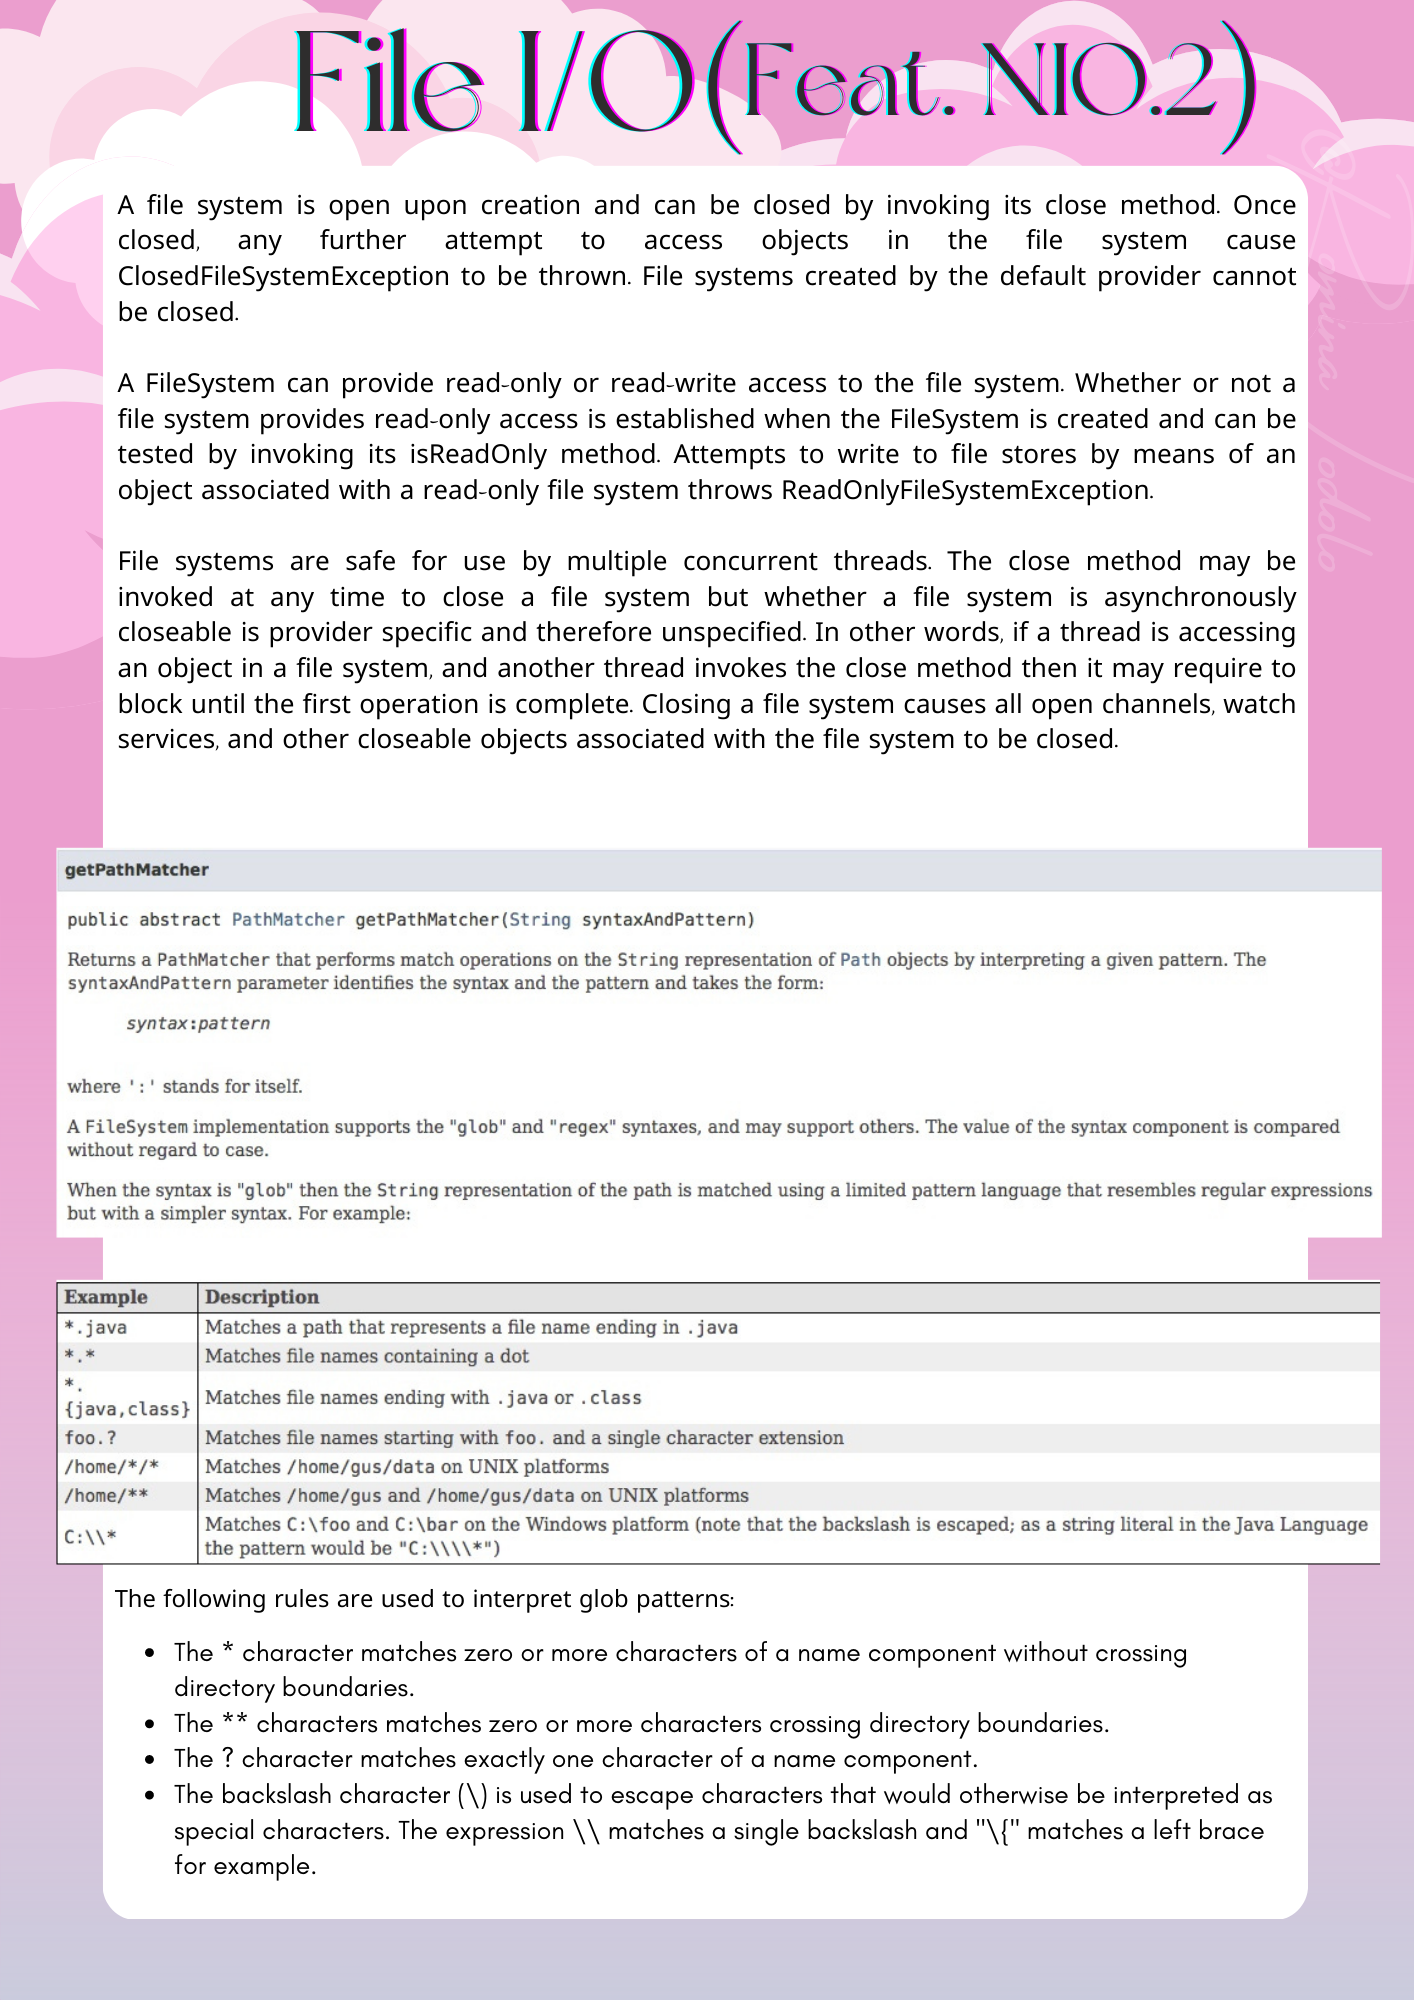 File I/O(Feat. NIO.2)
A file system is open upon creation and can be closed by invoking its close method. Once
closed, any further attempt to access objects in the file system cause
ClosedFileSystemException to be thrown. File systems created by the default provider cannot
be closed.
A FileSystem can provide read-only or read-write access to the file system. Whether or not a
file system provides read-only access is established when the FileSystem is created and can be
tested by invoking its isReadOnly method. Attempts to write to file stores by means of an
object associated with a read-only file system throws ReadOnlyFileSystemException.
File systems are safe for use by multiple concurrent threads. The close method may be
invoked at any time to close a file system but whether a file system is asynchronously
closeable is provider specific and therefore unspecified. In other words, if a thread is accessing
an object in a file system, and another thread invokes the close method then it may require to
block until the first operation is complete. Closing a file system causes all open channels, watch
services, and other closeable objects associated with the file system to be closed.
getPathMatcher
public abstract PathMatcher getPathMatcher(String syntaxAndPattern)
Returns a PathMatcher that performs match operations on the String representation of Path objects by interpreting a given pattern. The
syntaxAndPattern parameter identifies the syntax and the pattern and takes the form:
syntax:pattern
where ':' stands for itself.
A FileSystem implementation supports the "glob" and "regex" syntaxes, and may support others. The value of the syntax component is compared
without regard to case.
When the syntax is "glob" then the String representation of the path is matched using a limited pattern language that resembles regular expressions
but with a simpler syntax. For example:
Example Description
*.java Matches a path that represents a file name ending in .java
*.* Matches file names containing a dot
*.
{java,class} Matches file names ending with .java or .class
foo.? Matches file names starting with foo. and a single character extension
/home/*/* Matches /home/gus/data on UNIX platforms
/home/** Matches /home/gus and /home/gus/data on UNIX platforms
C:\\* Matches C:\foo and C:\bar on the Windows platform (note that the backslash is escaped; as a string literal in the Java Language
the pattern would be "C:\\\\*")
The following rules are used to interpret glob patterns:
• The * character matches zero or more characters of a name component without crossing
directory boundaries.
• The ** characters matches zero or more characters crossing directory boundaries.
• The ? character matches exactly one character of a name component.
• The backslash character (\) is used to escape characters that would otherwise be interpreted as
special characters. The expression \\ matches a single backslash and "\{" matches a left brace
for example.